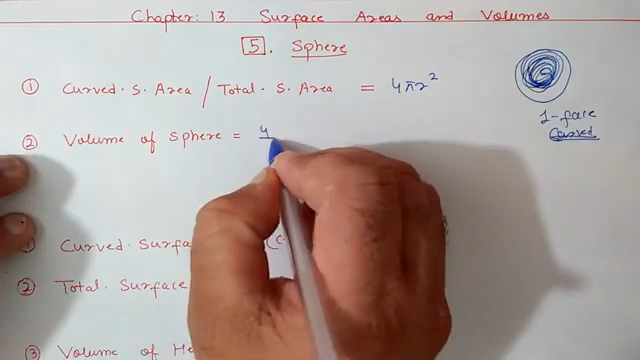 Chapter: 13 Surface Areas and Volumes
5. Sphere
① Curved. S. Area / Total. S. Area = 4πr²
1-face
Curved
② Volume of Sphere = 4
Curved. Surfa (C
② Total. Surface
③ Volume of He